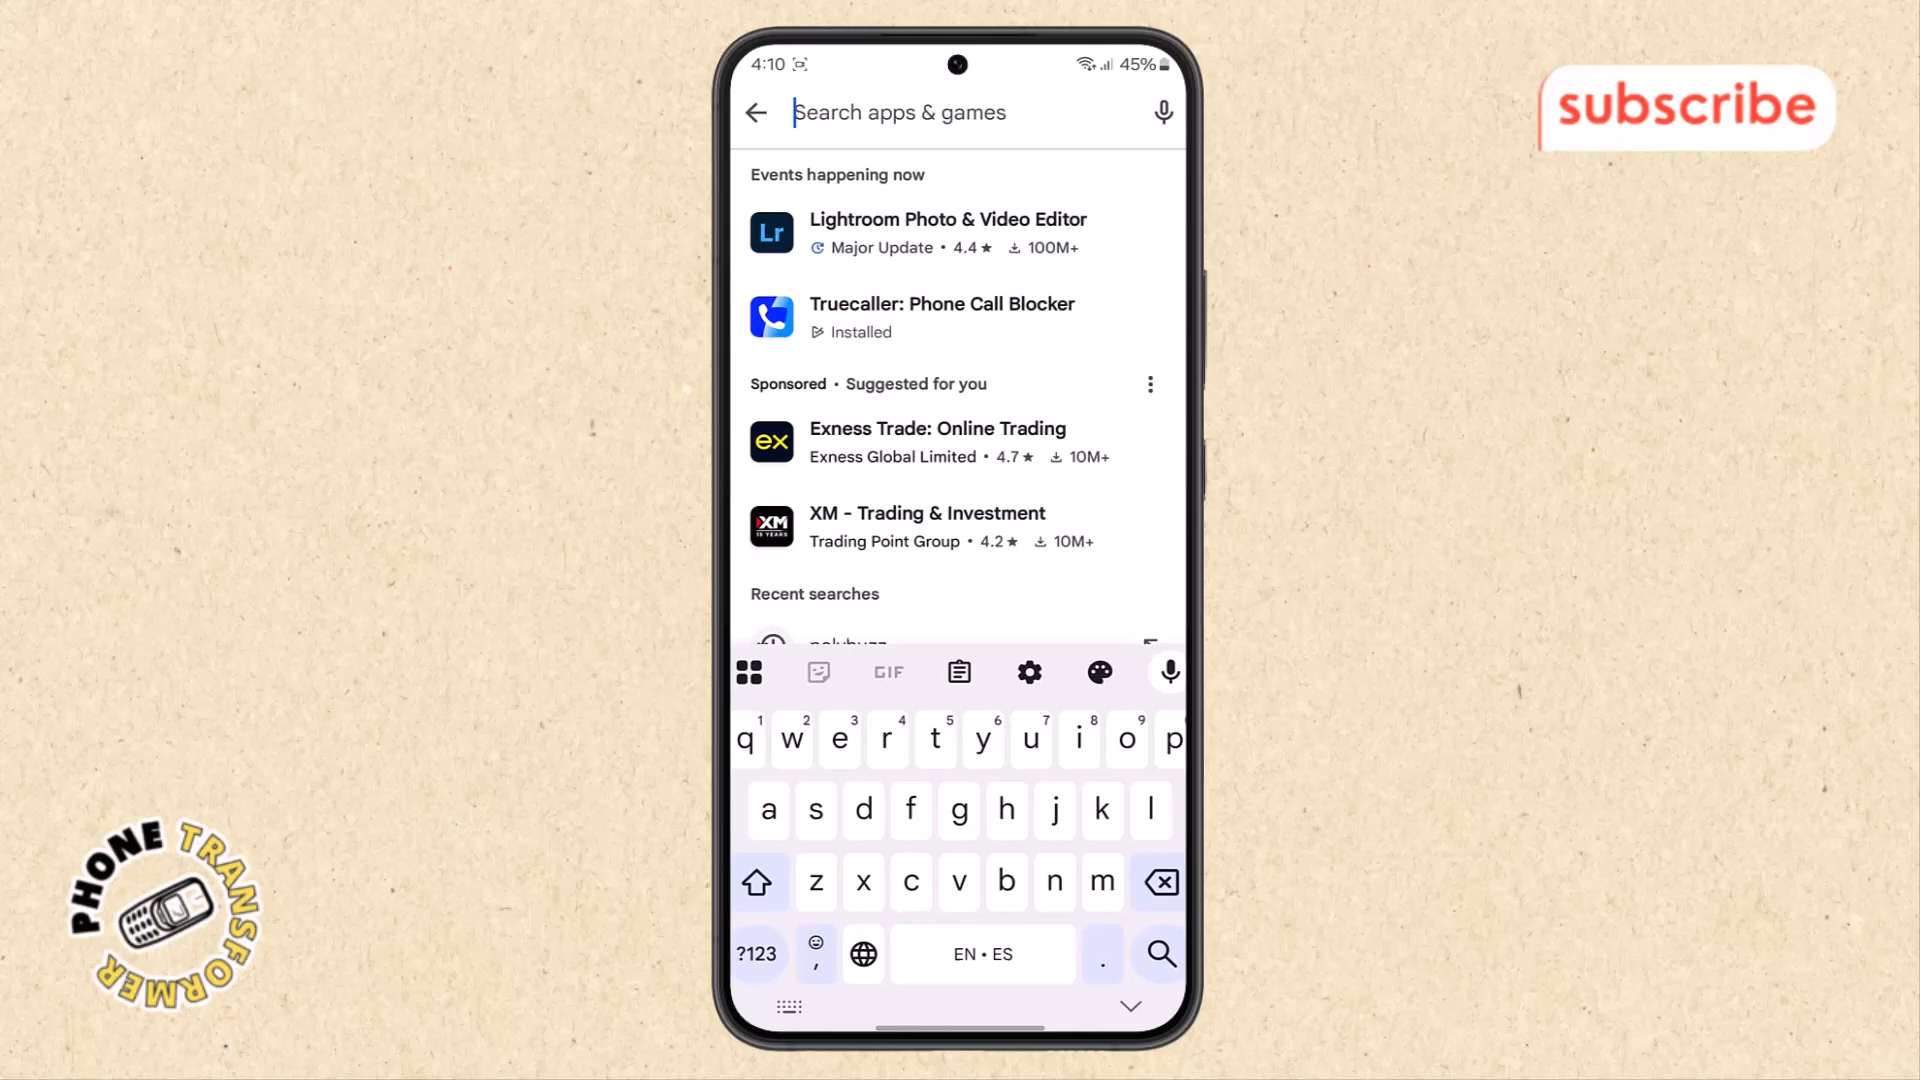 4:10
45%
subscribe
Search apps & games
Events happening now
Lr
Lightroom Photo & Video Editor
Major Update • 4.4★ 100M+
Truecaller: Phone Call Blocker
Installed
Sponsored • Suggested for you
ex
Exness Trade: Online Trading
Exness Global Limited • 4.7★ 10M+
XM
15 YEARS
XM - Trading & Investment
Trading Point Group • 4.2★ 10M+
Recent searches
polybuzz
GIF
1 2 3 4 5 6 7 8 9
q w e r t y u i o p
a s d f g h j k l
z x c v b n m
?123 , EN • ES .
PHONE TRANSFORMER